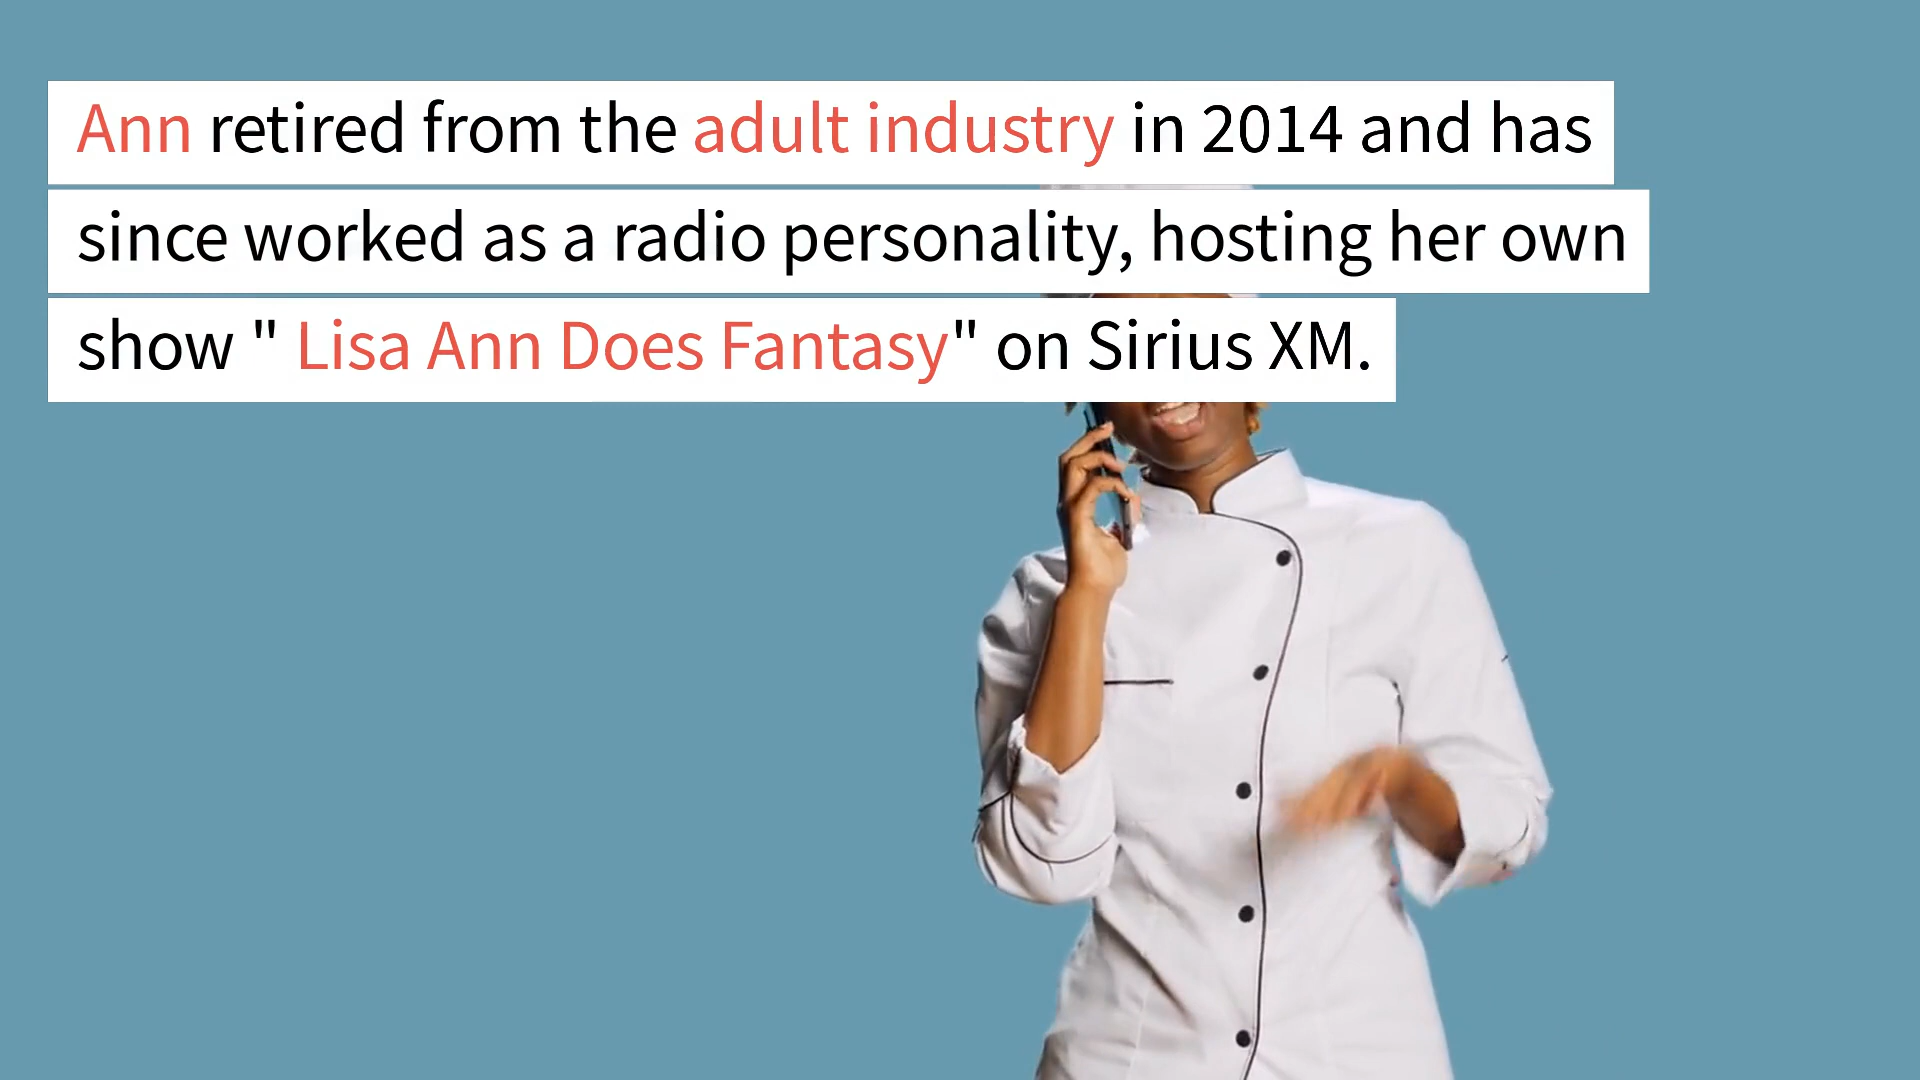 Ann retired from the adult industry in 2014 and has
since worked as a radio personality, hosting her own
show " Lisa Ann Does Fantasy" on Sirius XM.